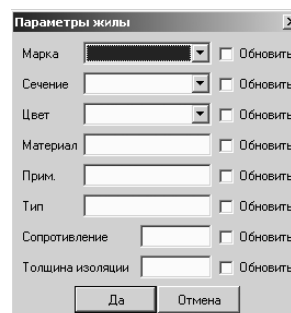 Параметры жилы
Марка Обновить
Сечение Обновить
Цвет Обновить
Материал Обновить
Прим. Обновить
Тип Обновить
Сопротивление Обновить
Толщина изоляции Обновить
Да Отмена